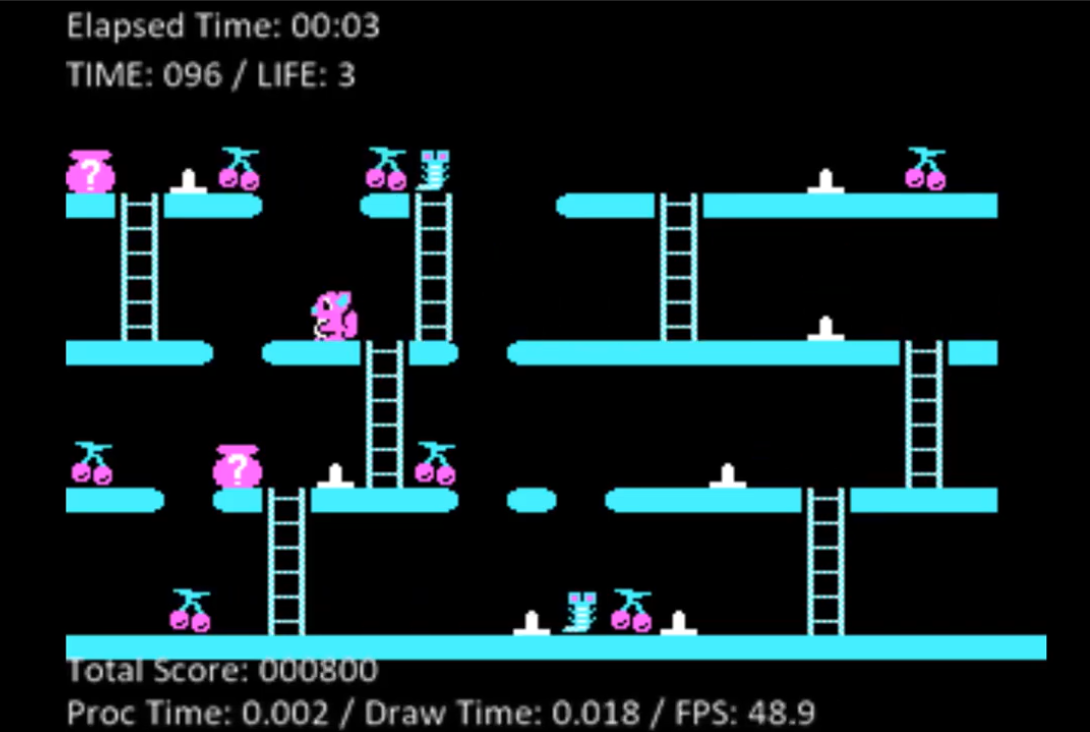 Elapsed Time: 00:03
TIME: 096 / LIFE: 3
?
?
Total Score: 000800
Proc Time: 0.002 / Draw Time: 0.018 / FPS: 48.9